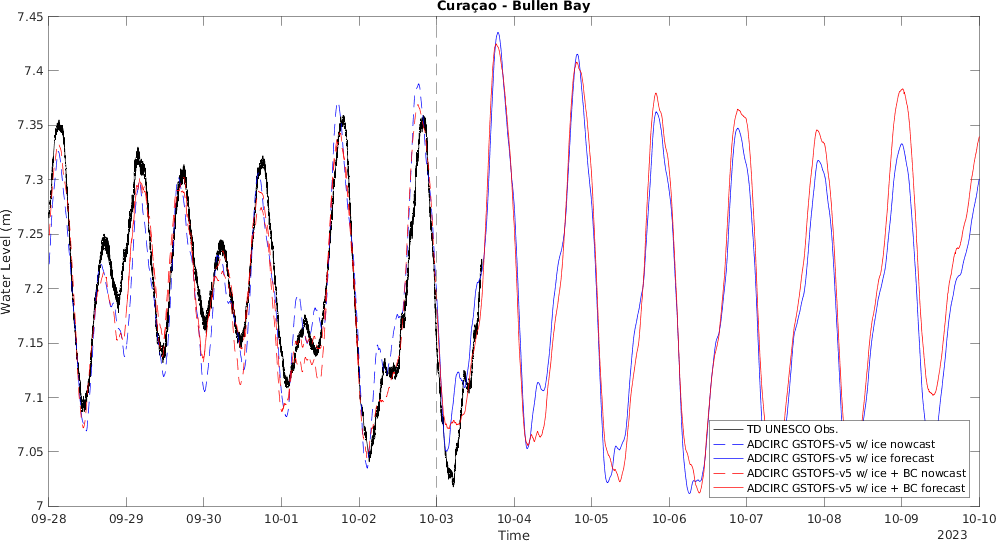 Curaçao - Bullen Bay
7.45
7.4
7.35
7.3
7.25
7.2
7.15
7.1
7.05
7
Water Level (m)
09-28 09-29 09-30 10-01 10-02 10-03 10-04 10-05 10-06 10-07 10-08 10-09 10-10
Time
2023
TD UNESCO Obs.
ADCIRC GSTOFS-v5 w/ ice nowcast
ADCIRC GSTOFS-v5 w/ ice forecast
ADCIRC GSTOFS-v5 w/ ice + BC nowcast
ADCIRC GSTOFS-v5 w/ ice + BC forecast